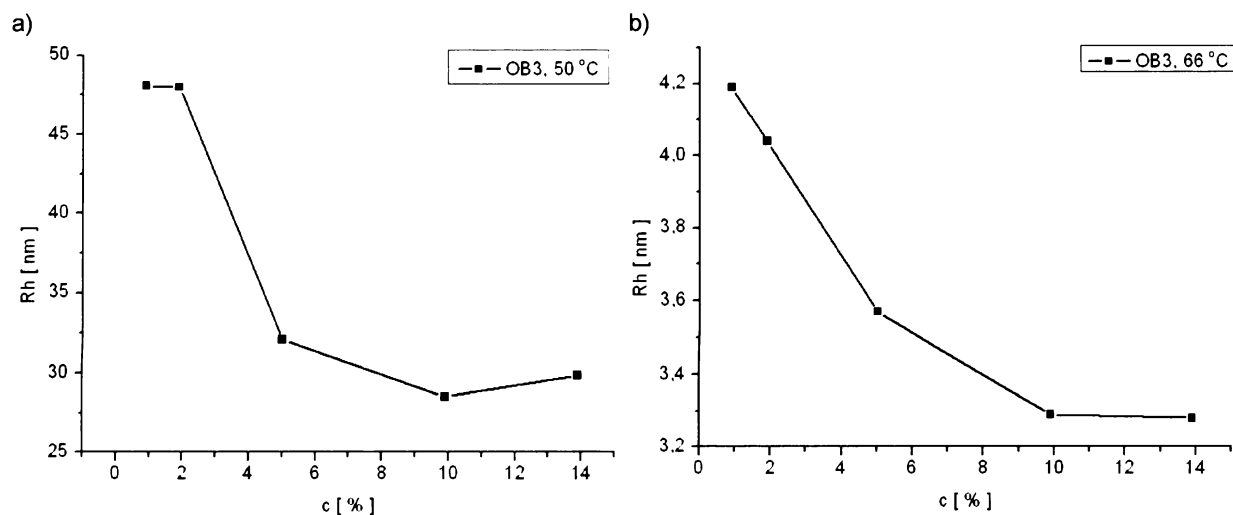 a)
50
45
40
35
30
25
Rh [ nm ]
OB3, 50 °C
0 2 4 6 8 10 12 14
c [ % ]
b)
4,2
4,0
3,8
3,6
3,4
3,2
Rh [ nm ]
OB3, 66 °C
0 2 4 6 8 10 12 14
c [ % ]